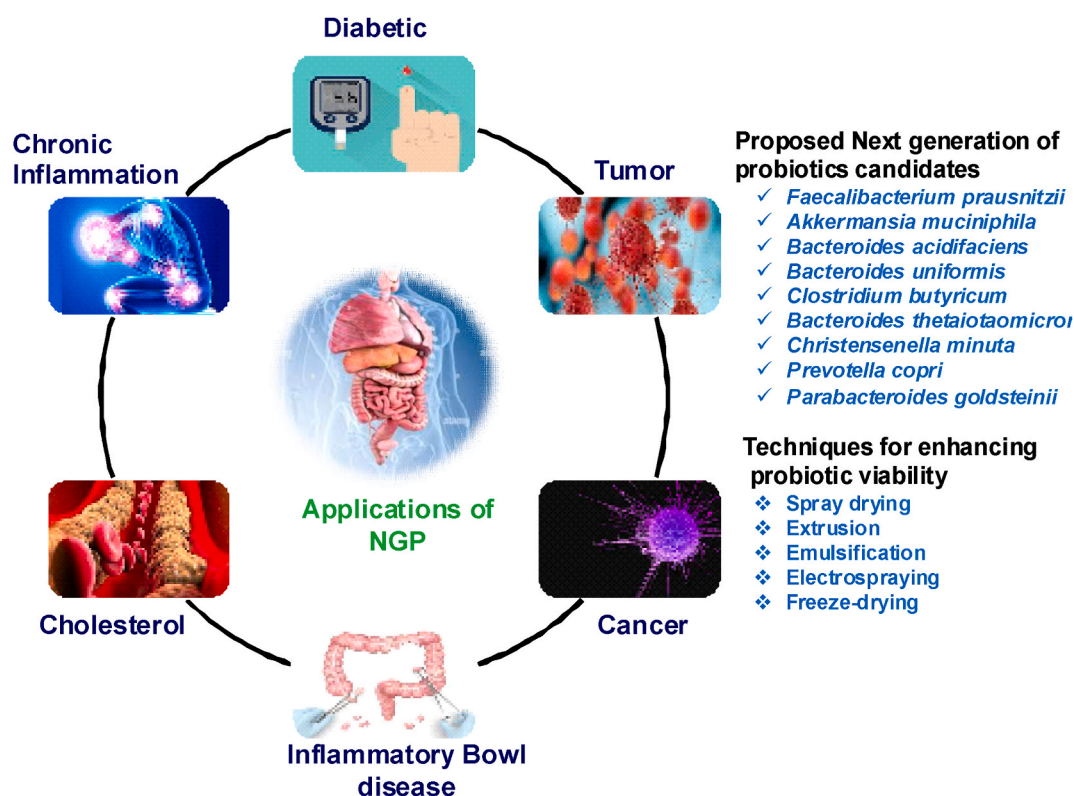 Diabetic
Chronic
Inflammation
Tumor
Applications of
NGP
Cholesterol
Cancer
Inflammatory Bowl
disease
Proposed Next generation of
probiotics candidates
✓ Faecalibacterium prausnitzii
✓ Akkermansia muciniphila
✓ Bacteroides acidifaciens
✓ Bacteroides uniformis
✓ Clostridium butyricum
✓ Bacteroides thetaiotaomicron
✓ Christensenella minuta
✓ Prevotella copri
✓ Parabacteroides goldsteinii
Techniques for enhancing
probiotic viability
❖ Spray drying
❖ Extrusion
❖ Emulsification
❖ Electrospraying
❖ Freeze-drying